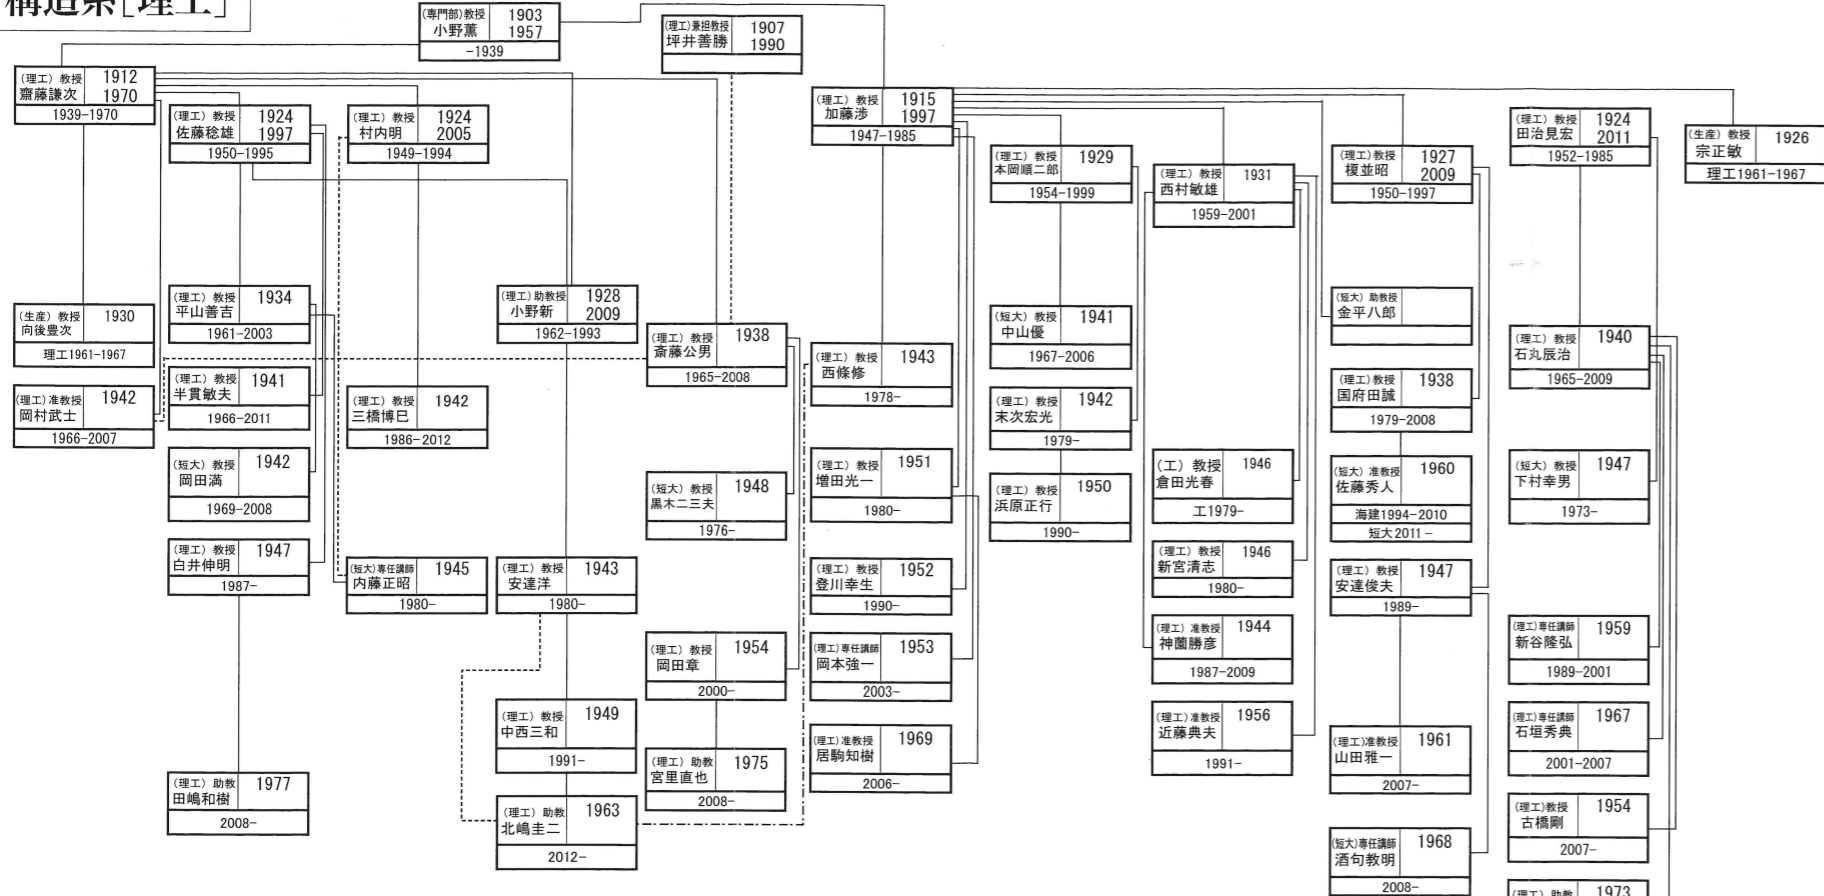 構造系[理工]
(専門部)教授 1903
小野薫 1957
-1939
(理工)兼担教授 1907
坪井善勝 1990
(理工) 教授 1912
齋藤謙次 1970
1939-1970
(理工) 教授 1924
佐藤稔雄 1997
1950-1995
(理工) 教授 1924
村内明 2005
1949-1994
(理工) 教授 1915
加藤渉 1997
1947-1985
(理工) 教授 1929
本岡順二郎
1954-1999
(理工) 教授 1931
西村敏雄
1959-2001
(理工)教授 1927
榎並昭 2009
1950-1997
(理工) 教授 1924
田治見宏 2011
1952-1985
(生産) 教授 1926
宗正敏
理工1961-1967
(生産) 教授 1930
向後豊次
理工1961-1967
(理工)准教授 1942
岡村武士
1966-2007
(理工) 教授 1934
平山善吉
1961-2003
(理工) 教授 1941
半貫敏夫
1966-2011
(短大) 教授 1942
岡田満
1969-2008
(理工) 教授 1947
白井伸明
1987-
(理工) 助教 1977
田嶋和樹
2008-
(理工) 教授 1942
三橋博巳
1986-2012
(短大)専任講師 1945
内藤正昭
1980-
(理工)助教授 1928
小野新 2009
1962-1993
(理工) 教授 1943
安達洋
1980-
(理工) 教授 1949
中西三和
1991-
(理工) 助教 1963
北嶋圭二
2012-
(理工) 教授 1938
斎藤公男
1965-2008
(短大) 教授 1948
黒木二三夫
1976-
(理工) 教授 1954
岡田章
2000-
(理工) 助教 1975
宮里直也
2008-
(理工) 教授 1943
西條修
1978-
(理工) 教授 1951
増田光一
1980-
(理工) 教授 1952
登川幸生
1990-
(理工)専任講師 1953
岡本強一
2003-
(理工)准教授 1969
居駒知樹
2006-
(短大) 教授 1941
中山優
1967-2006
(理工) 教授 1942
末次宏光
1979-
(理工) 教授 1950
浜原正行
1990-
(工) 教授 1946
倉田光春
工1979-
(理工) 教授 1946
新宮清志
1980-
(理工) 准教授 1944
神薗勝彦
1987-2009
(理工)准教授 1956
近藤典夫
1991-
(短大) 助教授
金平八郎
(理工)教授 1938
国府田誠
1979-2008
(短大) 准教授 1960
佐藤秀人
海建1994-2010
短大2011-
(理工) 教授 1947
安達俊夫
1989-
(理工)准教授 1961
山田雅一
2007-
(短大)専任講師 1968
酒句教明
2008-
(理工) 教授 1940
石丸辰治
1965-2009
(短大) 教授 1947
下村幸男
1973-
(理工)専任講師 1959
新谷隆弘
1989-2001
(理工)専任講師 1967
石垣秀典
2001-2007
(理工)教授 1954
古橋剛
2007-
(理工) 助教 1973